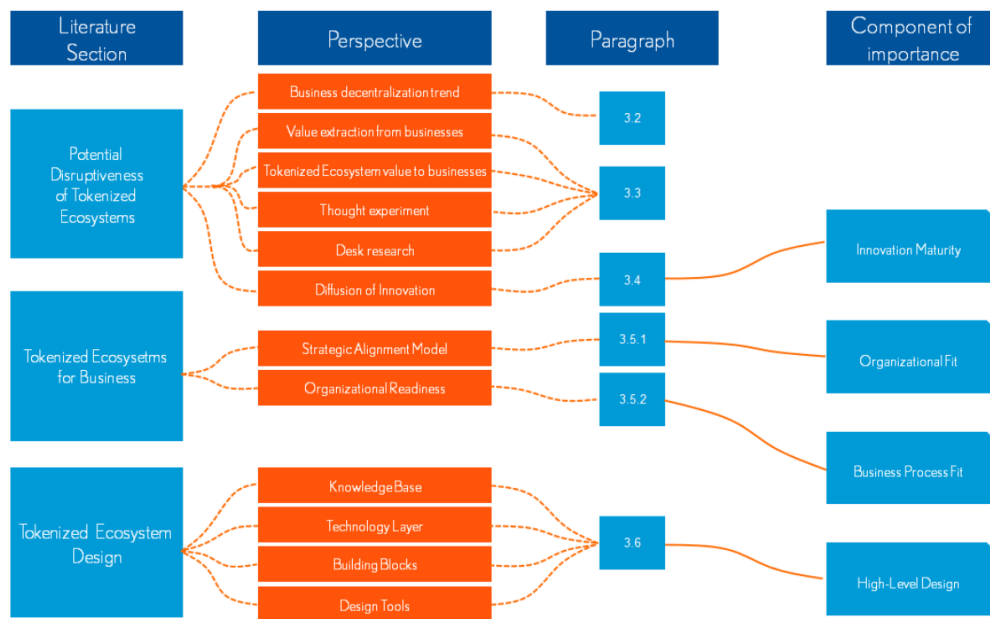 Literature
Section
Perspective
Paragraph
Component of
importance
Potential
Disruptiveness
of Tokenized
Ecosystems
Business decentralization trend
Value extraction from businesses
Tokenized Ecosystem value to businesses
Thought experiment
Desk research
Diffusion of Innovation
3.2
3.3
3.4
Innovation Maturity
Tokenized Ecosysetms
for Business
Strategic Alignment Model
Organizational Readiness
3.5.1
3.5.2
Organizational Fit
Business Process Fit
Tokenized Ecosystem
Design
Knowledge Base
Technology Layer
Building Blocks
Design Tools
3.6
High-Level Design